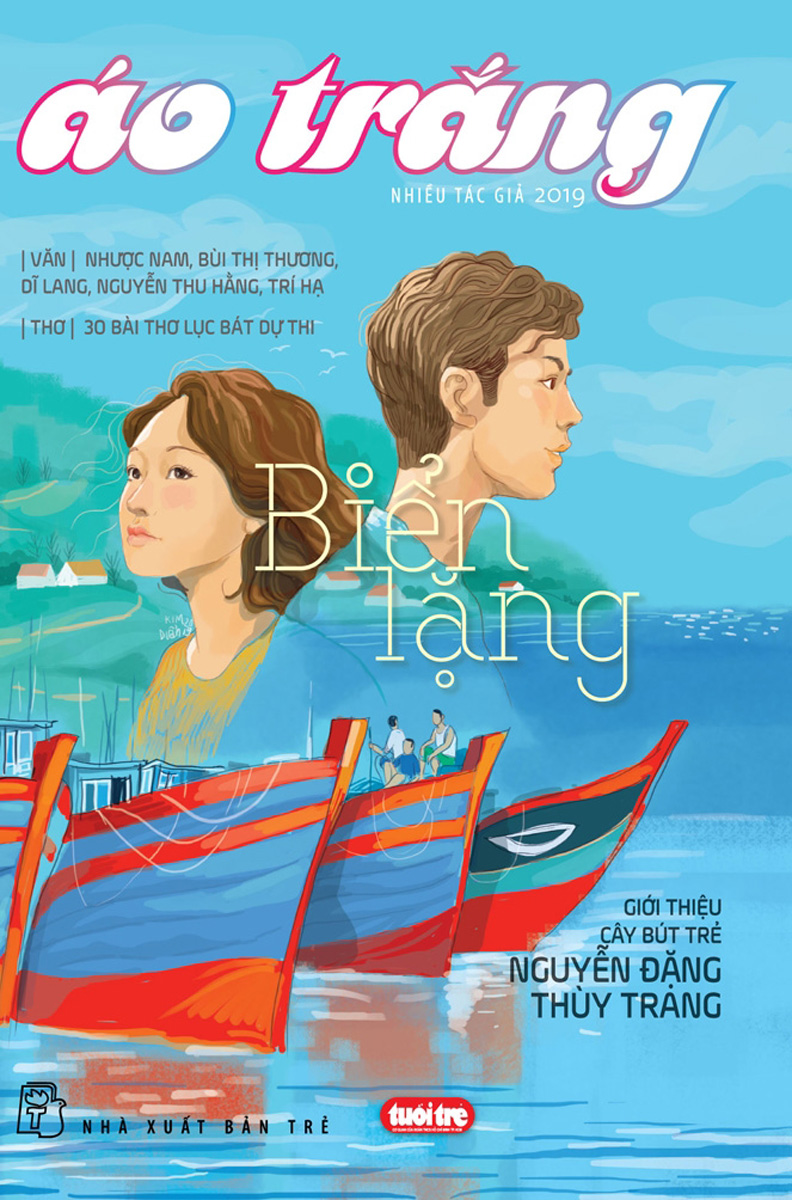 áo trắng
NHIỀU TÁC GIẢ 2019
| VĂN | NHƯỢC NAM, BÙI THỊ THƯƠNG,
DĨ LANG, NGUYỄN THU HẰNG, TRÍ HẠ
| THƠ | 30 BÀI THƠ LỤC BÁT DỰ THI
Biển
lặng
KIM
DUẨN
GIỚI THIỆU
CÂY BÚT TRẺ
NGUYỄN ĐẶNG
THÙY TRANG
NHÀ XUẤT BẢN TRẺ
tuổi trẻ